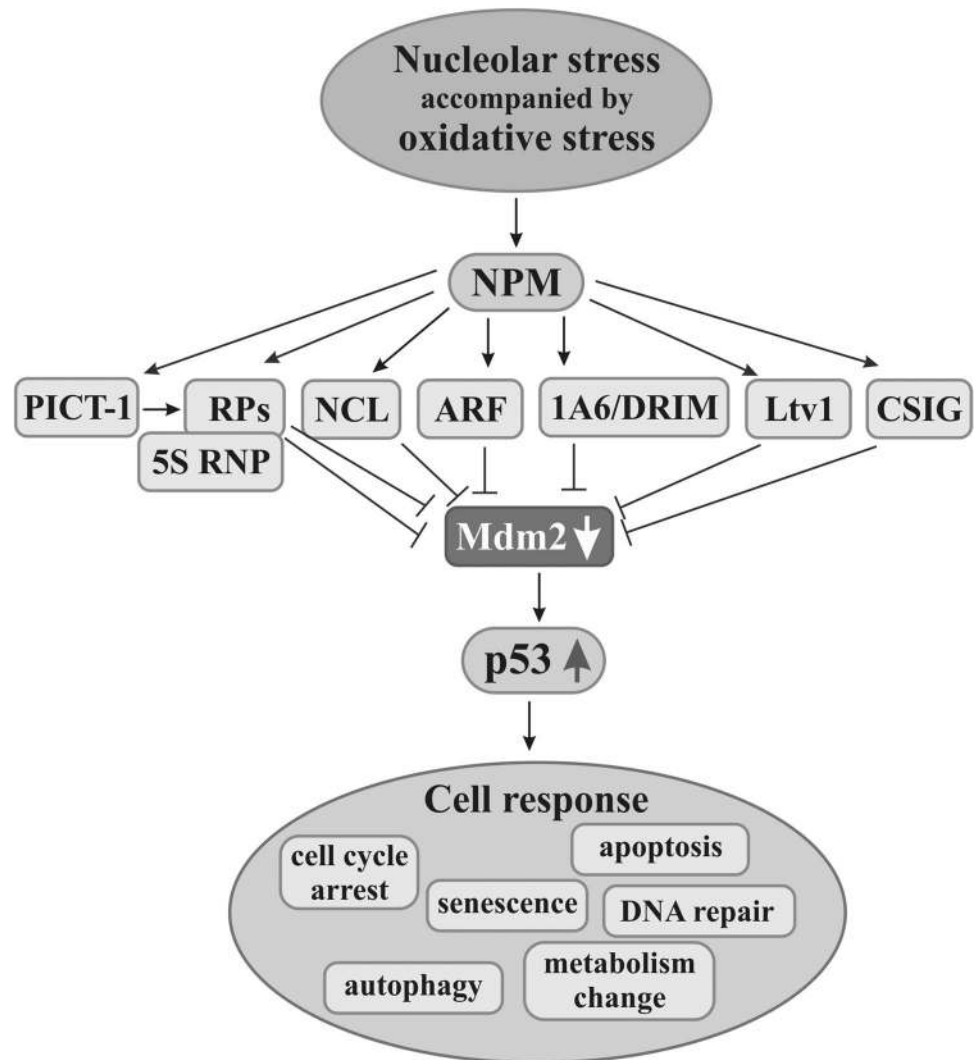 Nucleolar stress
accompanied by
oxidative stress
NPM
PICT-1
RPs
NCL
ARF
1A6/DRIM
Ltv1
CSIG
5S RNP
Mdm2
p53
Cell response
cell cycle
arrest
apoptosis
senescence
DNA repair
autophagy
metabolism
change